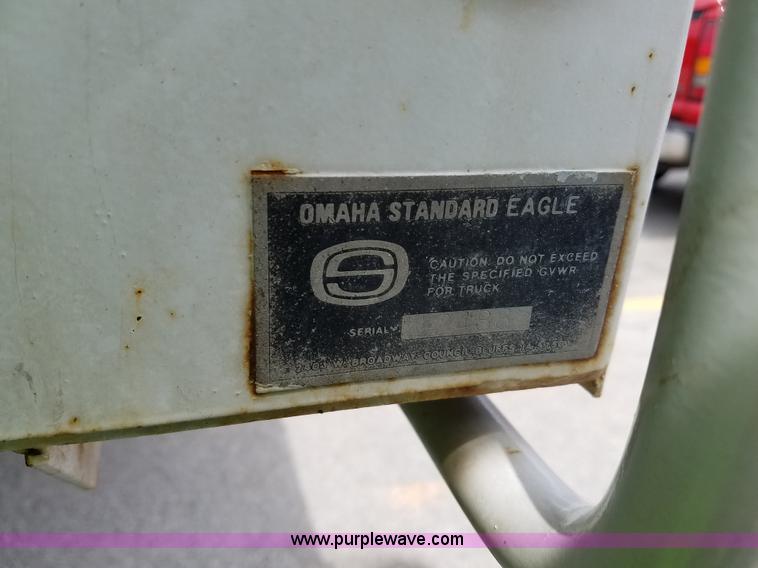 OMAHA STANDARD EAGLE
S
CAUTION. DO NOT EXCEED
THE SPECIFIED GVWR
FOR TRUCK
SERIAL
W. BROADWAY COUNCIL BLUFFS
www.purplewave.com